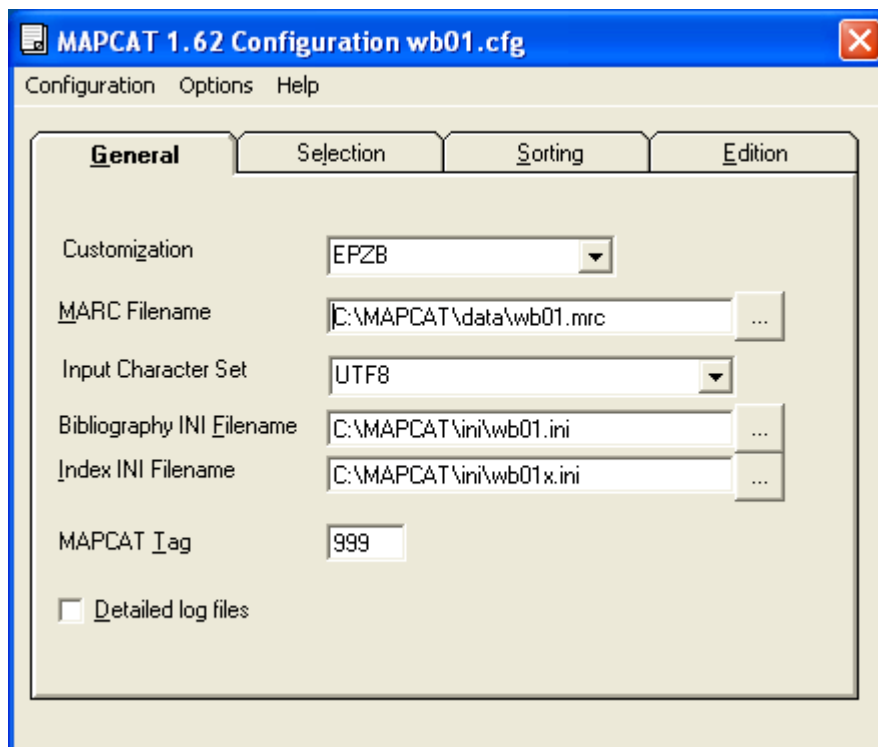 MAPCAT 1.62 Configuration wb01.cfg
Configuration Options Help
General Selection Sorting Edition
Customization EPZB
MARC Filename C:\MAPCAT\data\wb01.mrc ...
Input Character Set UTF8
Bibliography INI Filename C:\MAPCAT\ini\wb01.ini ...
Index INI Filename C:\MAPCAT\ini\wb01x.ini ...
MAPCAT Tag 999
Detailed log files